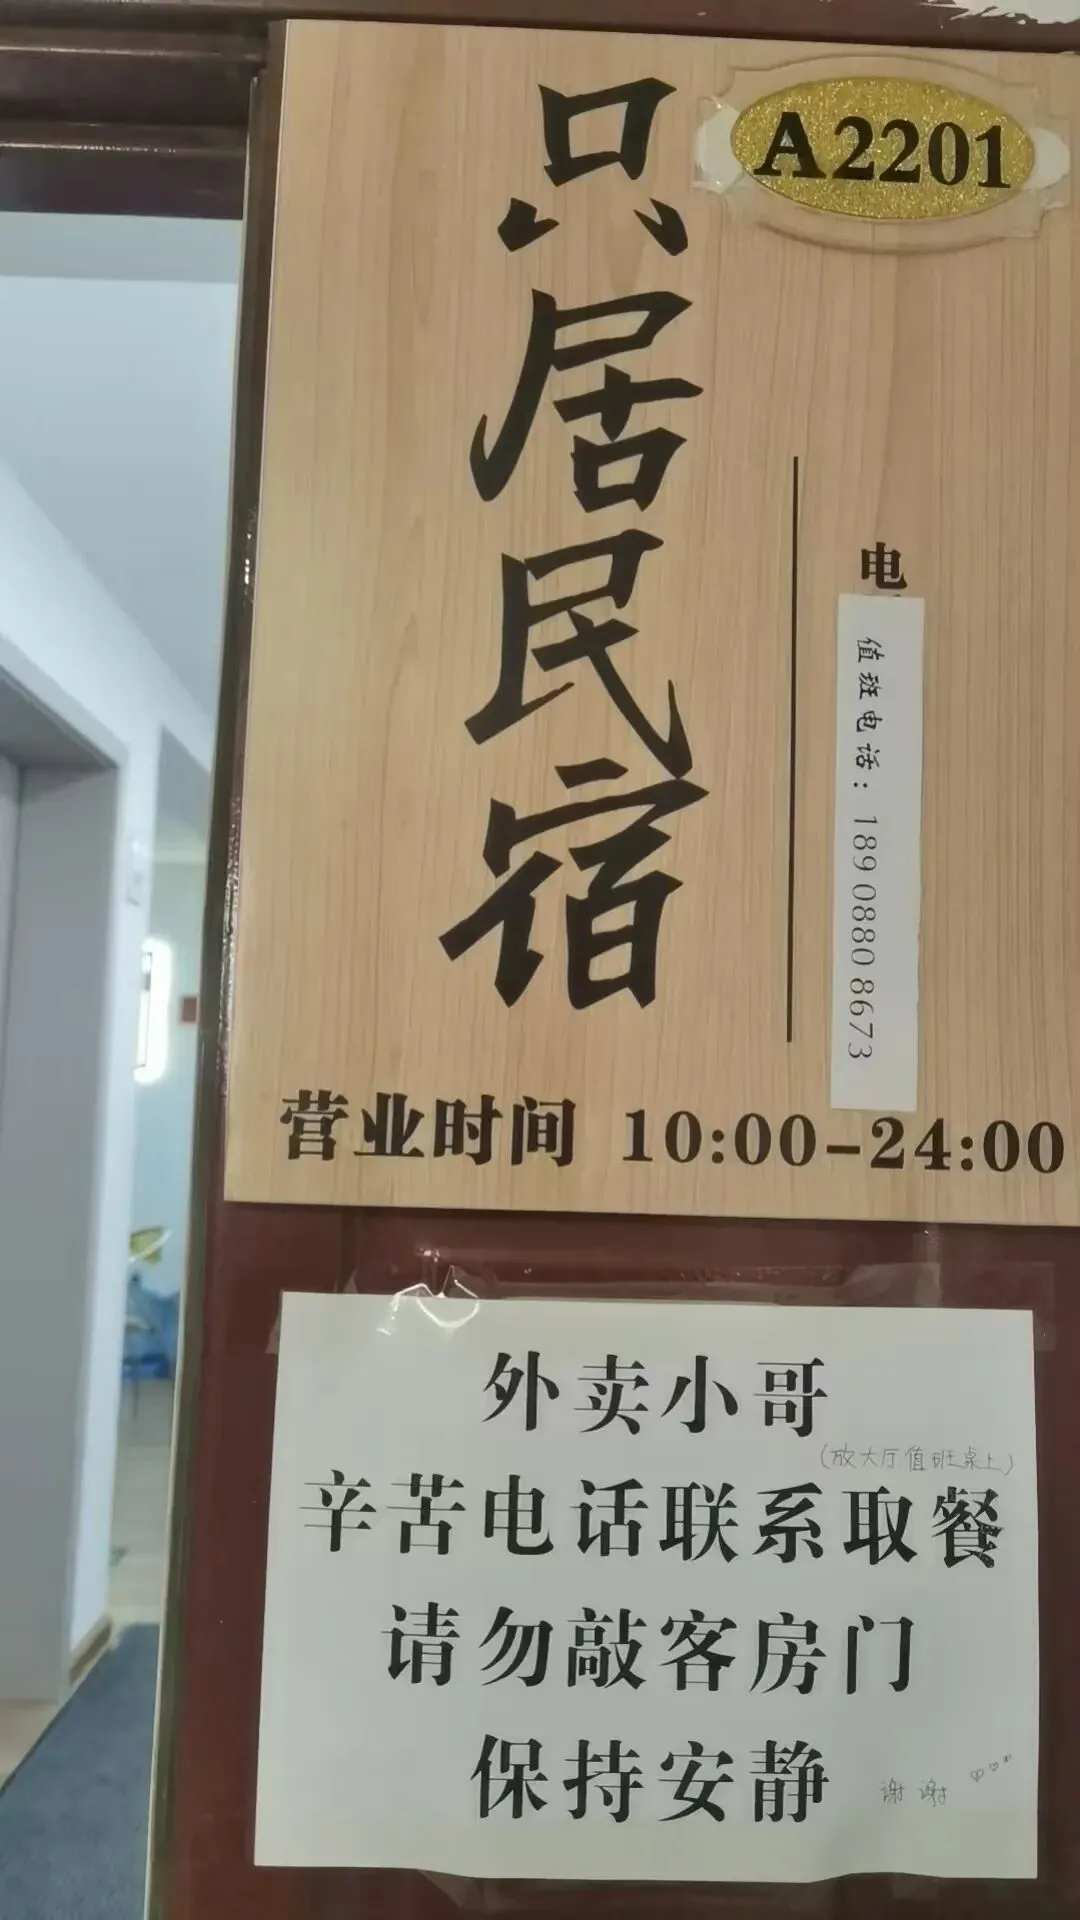 A2201
只居民宿
电
值班电话：189 0880 8673
营业时间 10:00-24:00
外卖小哥
(放大厅值班桌上)
辛苦电话联系取餐
请勿敲客房门
保持安静
谢谢